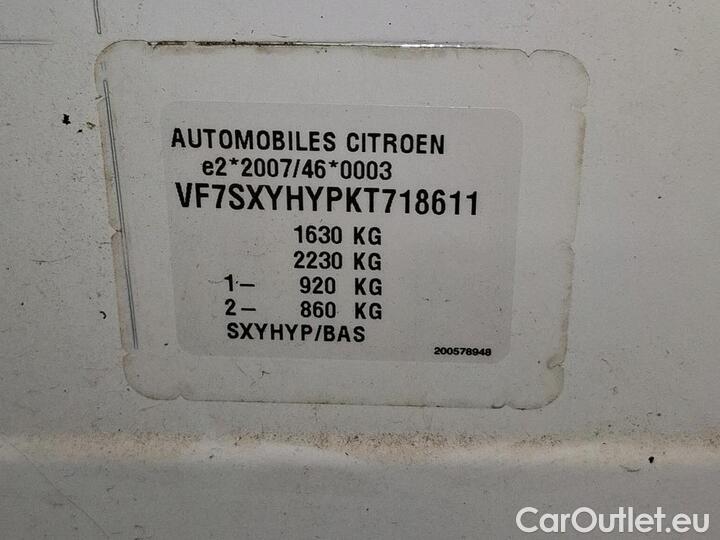 AUTOMOBILES CITROEN
e2*2007/46*0003
VF7SXYHYPKT718611
1630 KG
2230 KG
1– 920 KG
2– 860 KG
SXYHYP/BAS
200578948
CarOutlet.eu